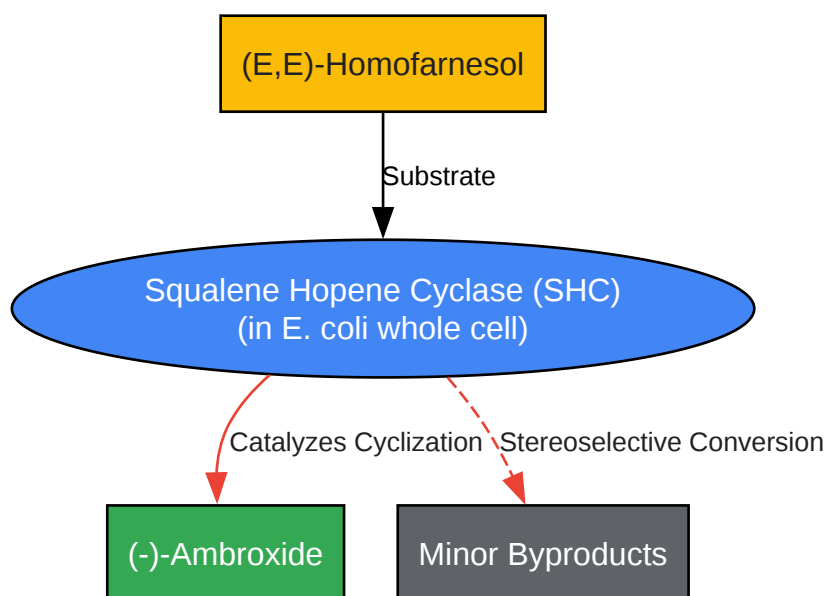 (E,E)-Homofarnesol
Substrate
Squalene Hopene Cyclase (SHC)
(in E. coli whole cell)
Catalyzes Cyclization
Stereoselective Conversion
(-)-Ambroxide
Minor Byproducts